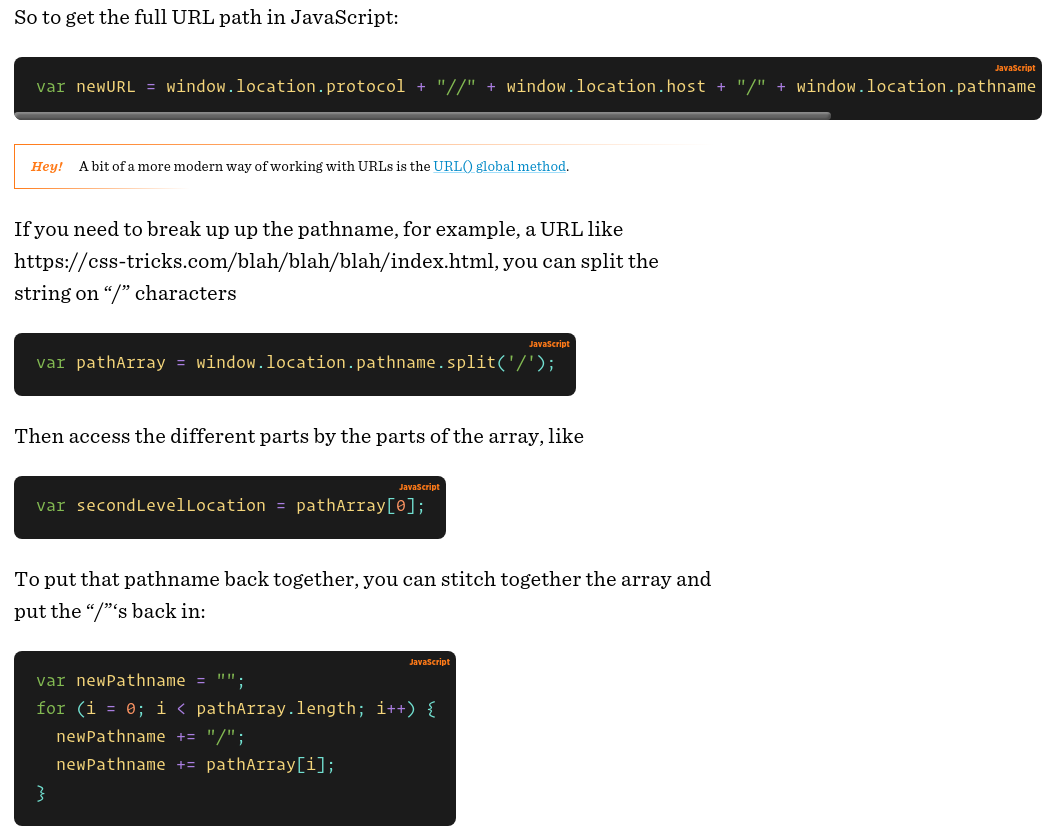 So to get the full URL path in JavaScript:
JavaScript
var newURL = window.location.protocol + "//" + window.location.host + "/" + window.location.pathname
Hey! A bit of a more modern way of working with URLs is the URL() global method.
If you need to break up up the pathname, for example, a URL like
https://css-tricks.com/blah/blah/blah/index.html, you can split the
string on “/” characters
JavaScript
var pathArray = window.location.pathname.split('/');
Then access the different parts by the parts of the array, like
JavaScript
var secondLevelLocation = pathArray[0];
To put that pathname back together, you can stitch together the array and
put the “/”‘s back in:
JavaScript
var newPathname = "";
for (i = 0; i < pathArray.length; i++) {
  newPathname += "/";
  newPathname += pathArray[i];
}